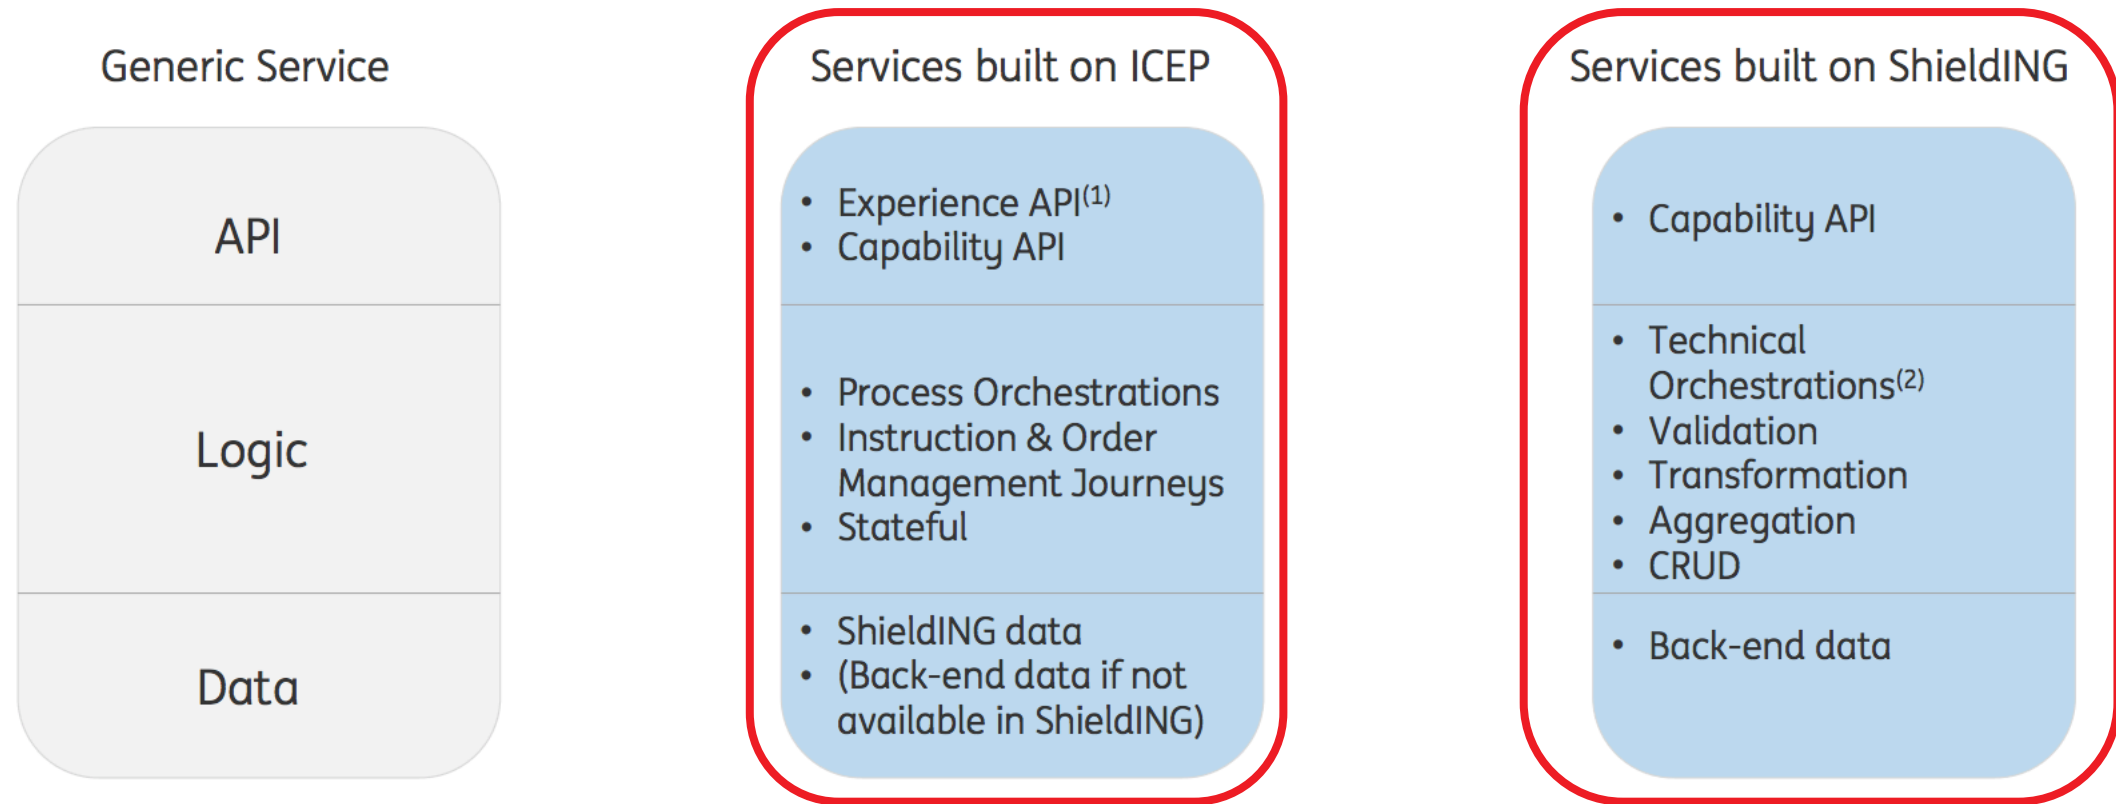 Generic Service
API
Logic
Data
Services built on ICEP
• Experience API(1)
• Capability API
• Process Orchestrations
• Instruction & Order
Management Journeys
• Stateful
• ShieldING data
• (Back-end data if not
available in ShieldING)
Services built on ShieldING
• Capability API
• Technical
Orchestrations(2)
• Validation
• Transformation
• Aggregation
• CRUD
• Back-end data